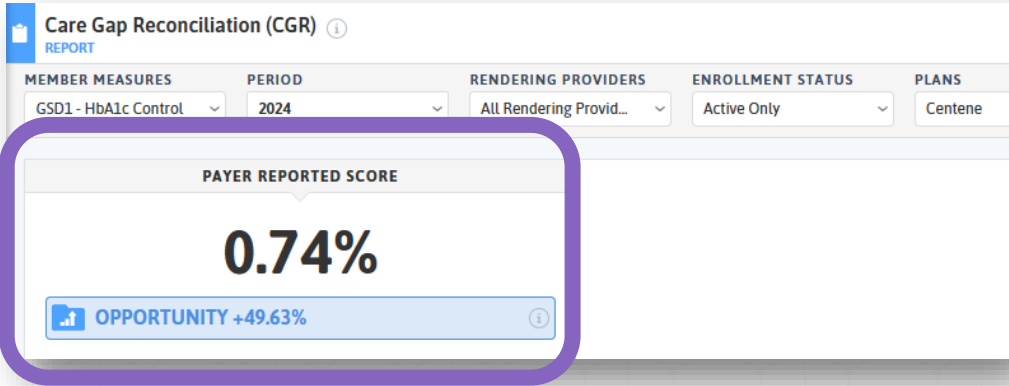 Care Gap Reconciliation (CGR)
REPORT
MEMBER MEASURES PERIOD RENDERING PROVIDERS ENROLLMENT STATUS PLANS
GSD1 - HbA1c Control 2024 All Rendering Provid... Active Only Centene
PAYER REPORTED SCORE
0.74%
OPPORTUNITY +49.63%